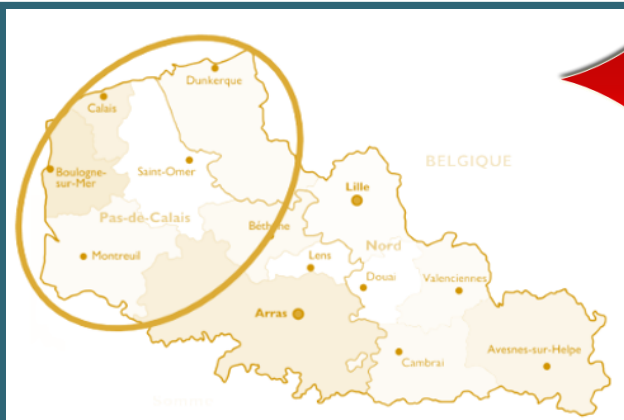 Dunkerque
Calais
BELGIQUE
Saint-Omer
Boulogne-
sur-Mer
Lille
Pas-de-Calais
Béthune
Nord
Montreuil
Lens
Douai
Valenciennes
Arras
Avesnes-sur-Helpe
Cambrai